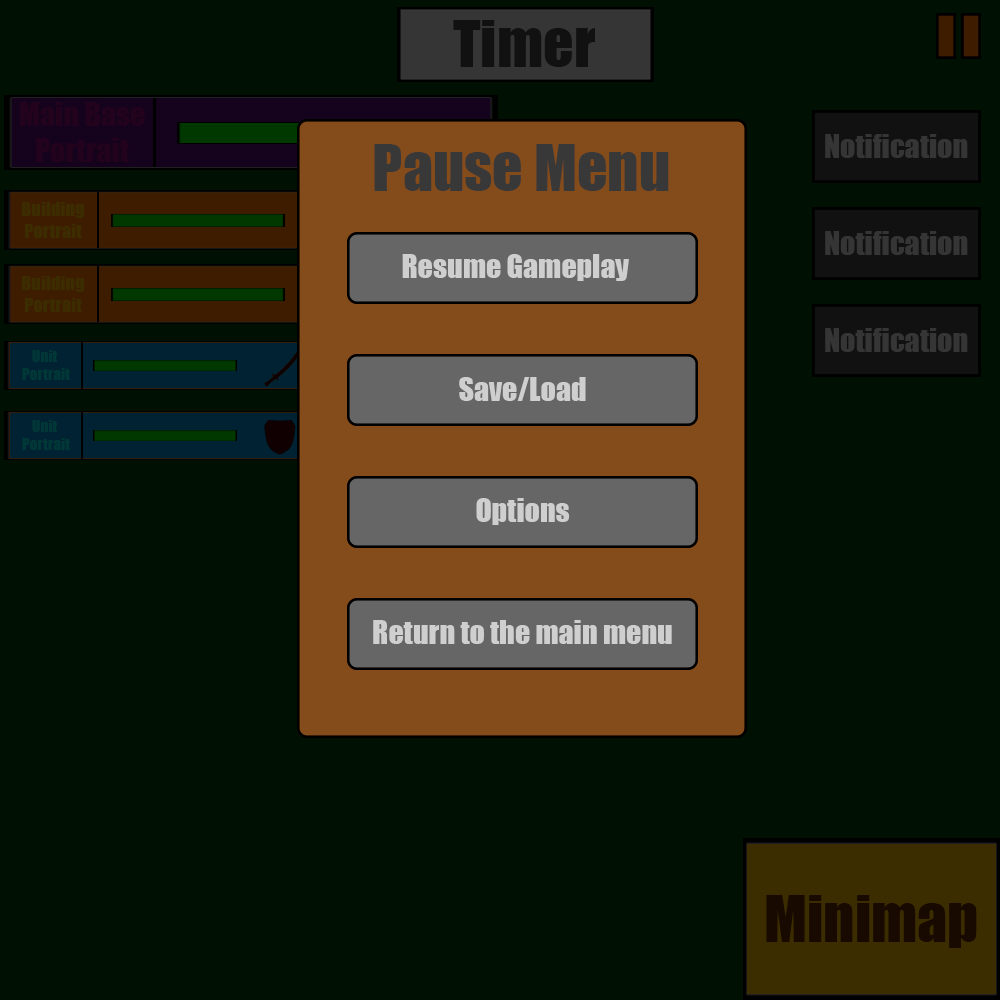 Timer
Main Base
Portrait
Building
Portrait
Building
Portrait
Unit
Portrait
Unit
Portrait
Pause Menu
Resume Gameplay
Save/Load
Options
Return to the main menu
Notification
Notification
Notification
Minimap